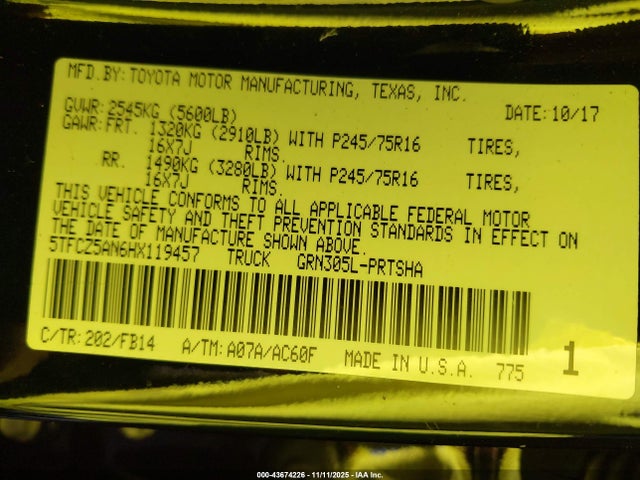 MFD.BY:TOYOTA MOTOR MANUFACTURING, TEXAS, INC.
GVWR:2545KG (5600LB) DATE:10/17
GAWR:FRT. 1320KG (2910LB) WITH P245/75R16 TIRES,
16X7J RIMS.
RR. 1490KG (3280LB) WITH P245/75R16 TIRES,
16X7J RIMS.
THIS VEHICLE CONFORMS TO ALL APPLICABLE FEDERAL MOTOR
VEHICLE SAFETY AND THEFT PREVENTION STANDARDS IN EFFECT ON
THE DATE OF MANUFACTURE SHOWN ABOVE.
5TFCZ5AN6HX119457 TRUCK GRN305L-PRTSHA
C/TR:202/FB14 A/TM:A07A/AC60F MADE IN U.S.A. 775 1
000-43674226 - 11/11/2025 - IAA Inc.